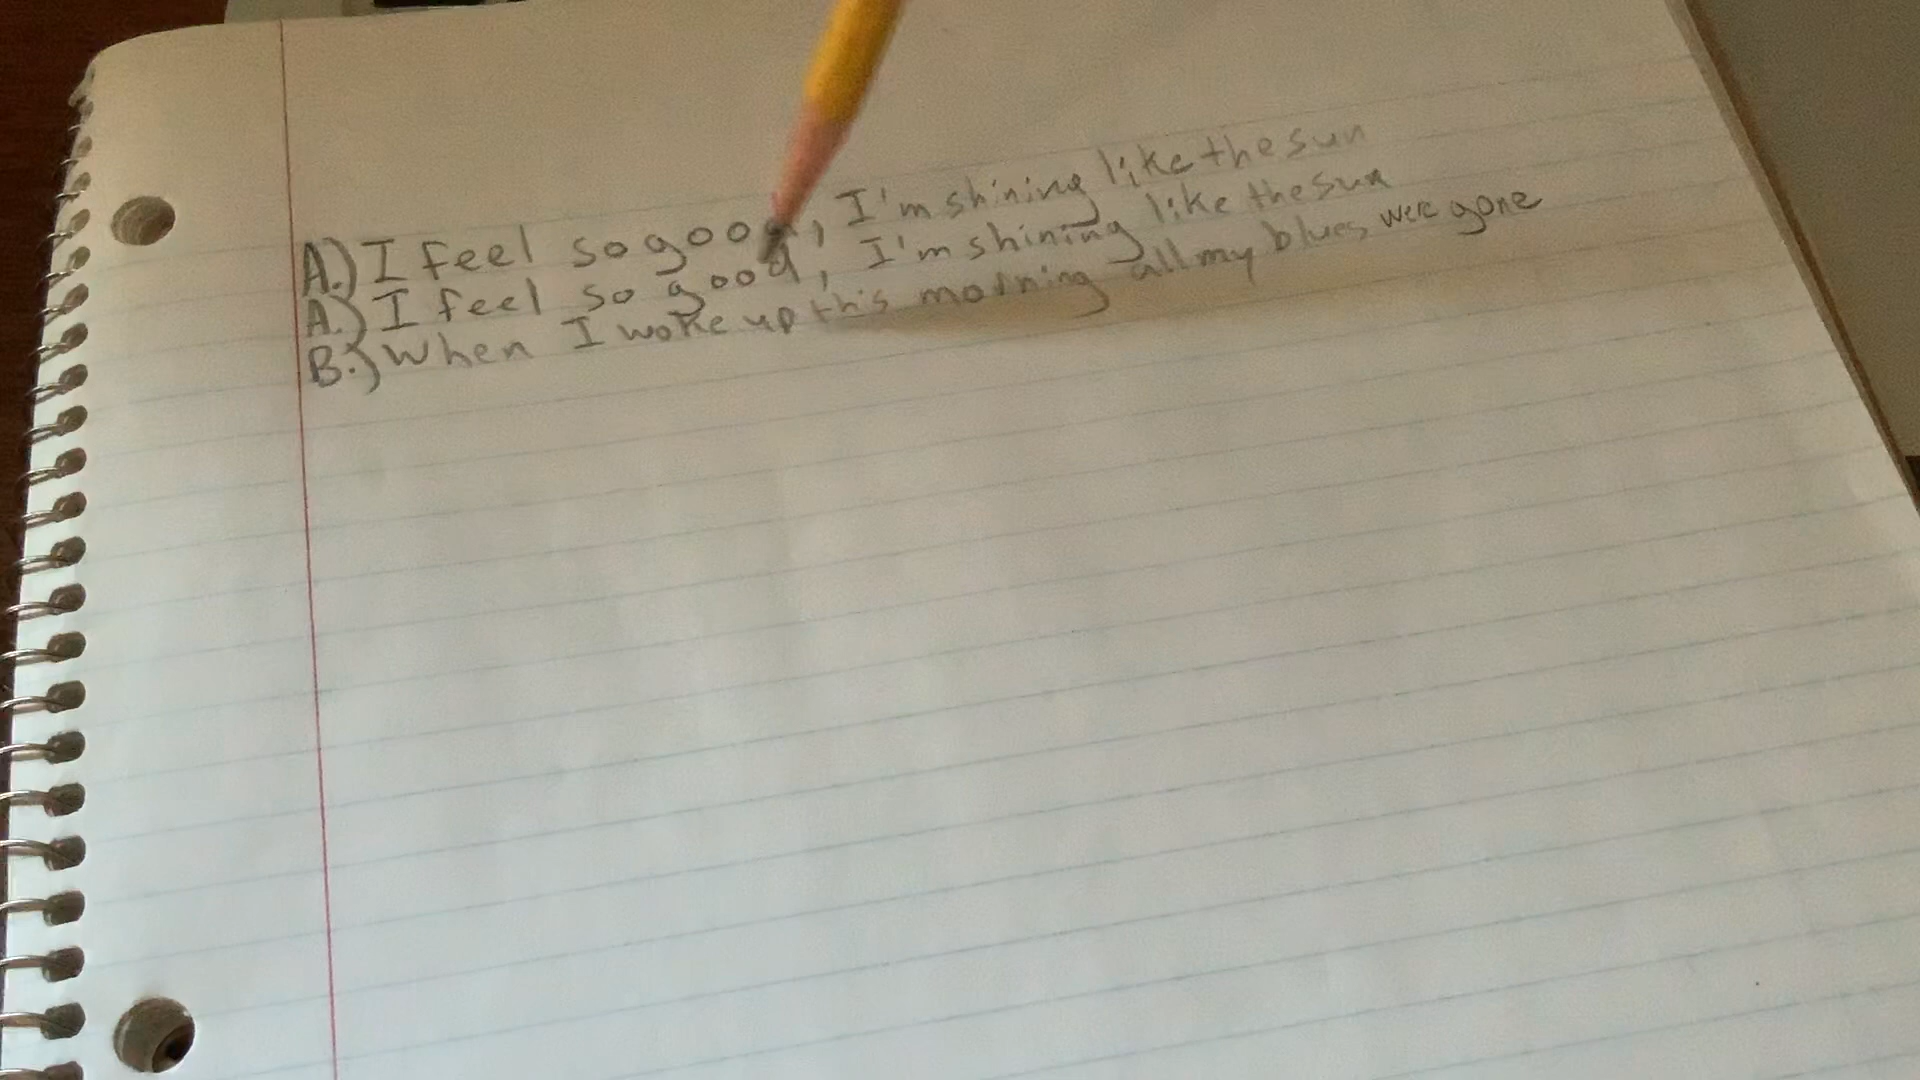 A.) I feel so good, I'm shining like the sun
A.) I feel so good, I'm shining like the sun
B.) When I woke up this morning all my blues were gone